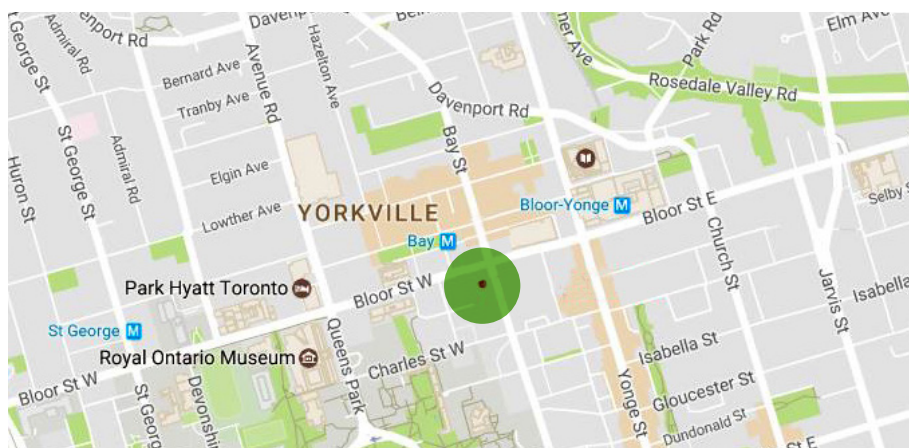 Davenport Rd
Elm Ave
Park Rd
Rosedale Valley Rd
Admiral Rd
Avenue Rd
Hazelton Ave
St George St
Bernard Ave
Tranby Ave
Davenport Rd
Bay St
Huron St
St George St
Admiral Rd
Elgin Ave
Lowther Ave
YORKVILLE
Bloor-Yonge M
Bloor St E
Selby St
Bay M
Church St
Jarvis St
Park Hyatt Toronto
Bloor St W
Isabella St
St George M
Royal Ontario Museum
Queens Park
Charles St W
Isabella St
Bloor St W
Gloucester St
Yonge St
Dundonald St